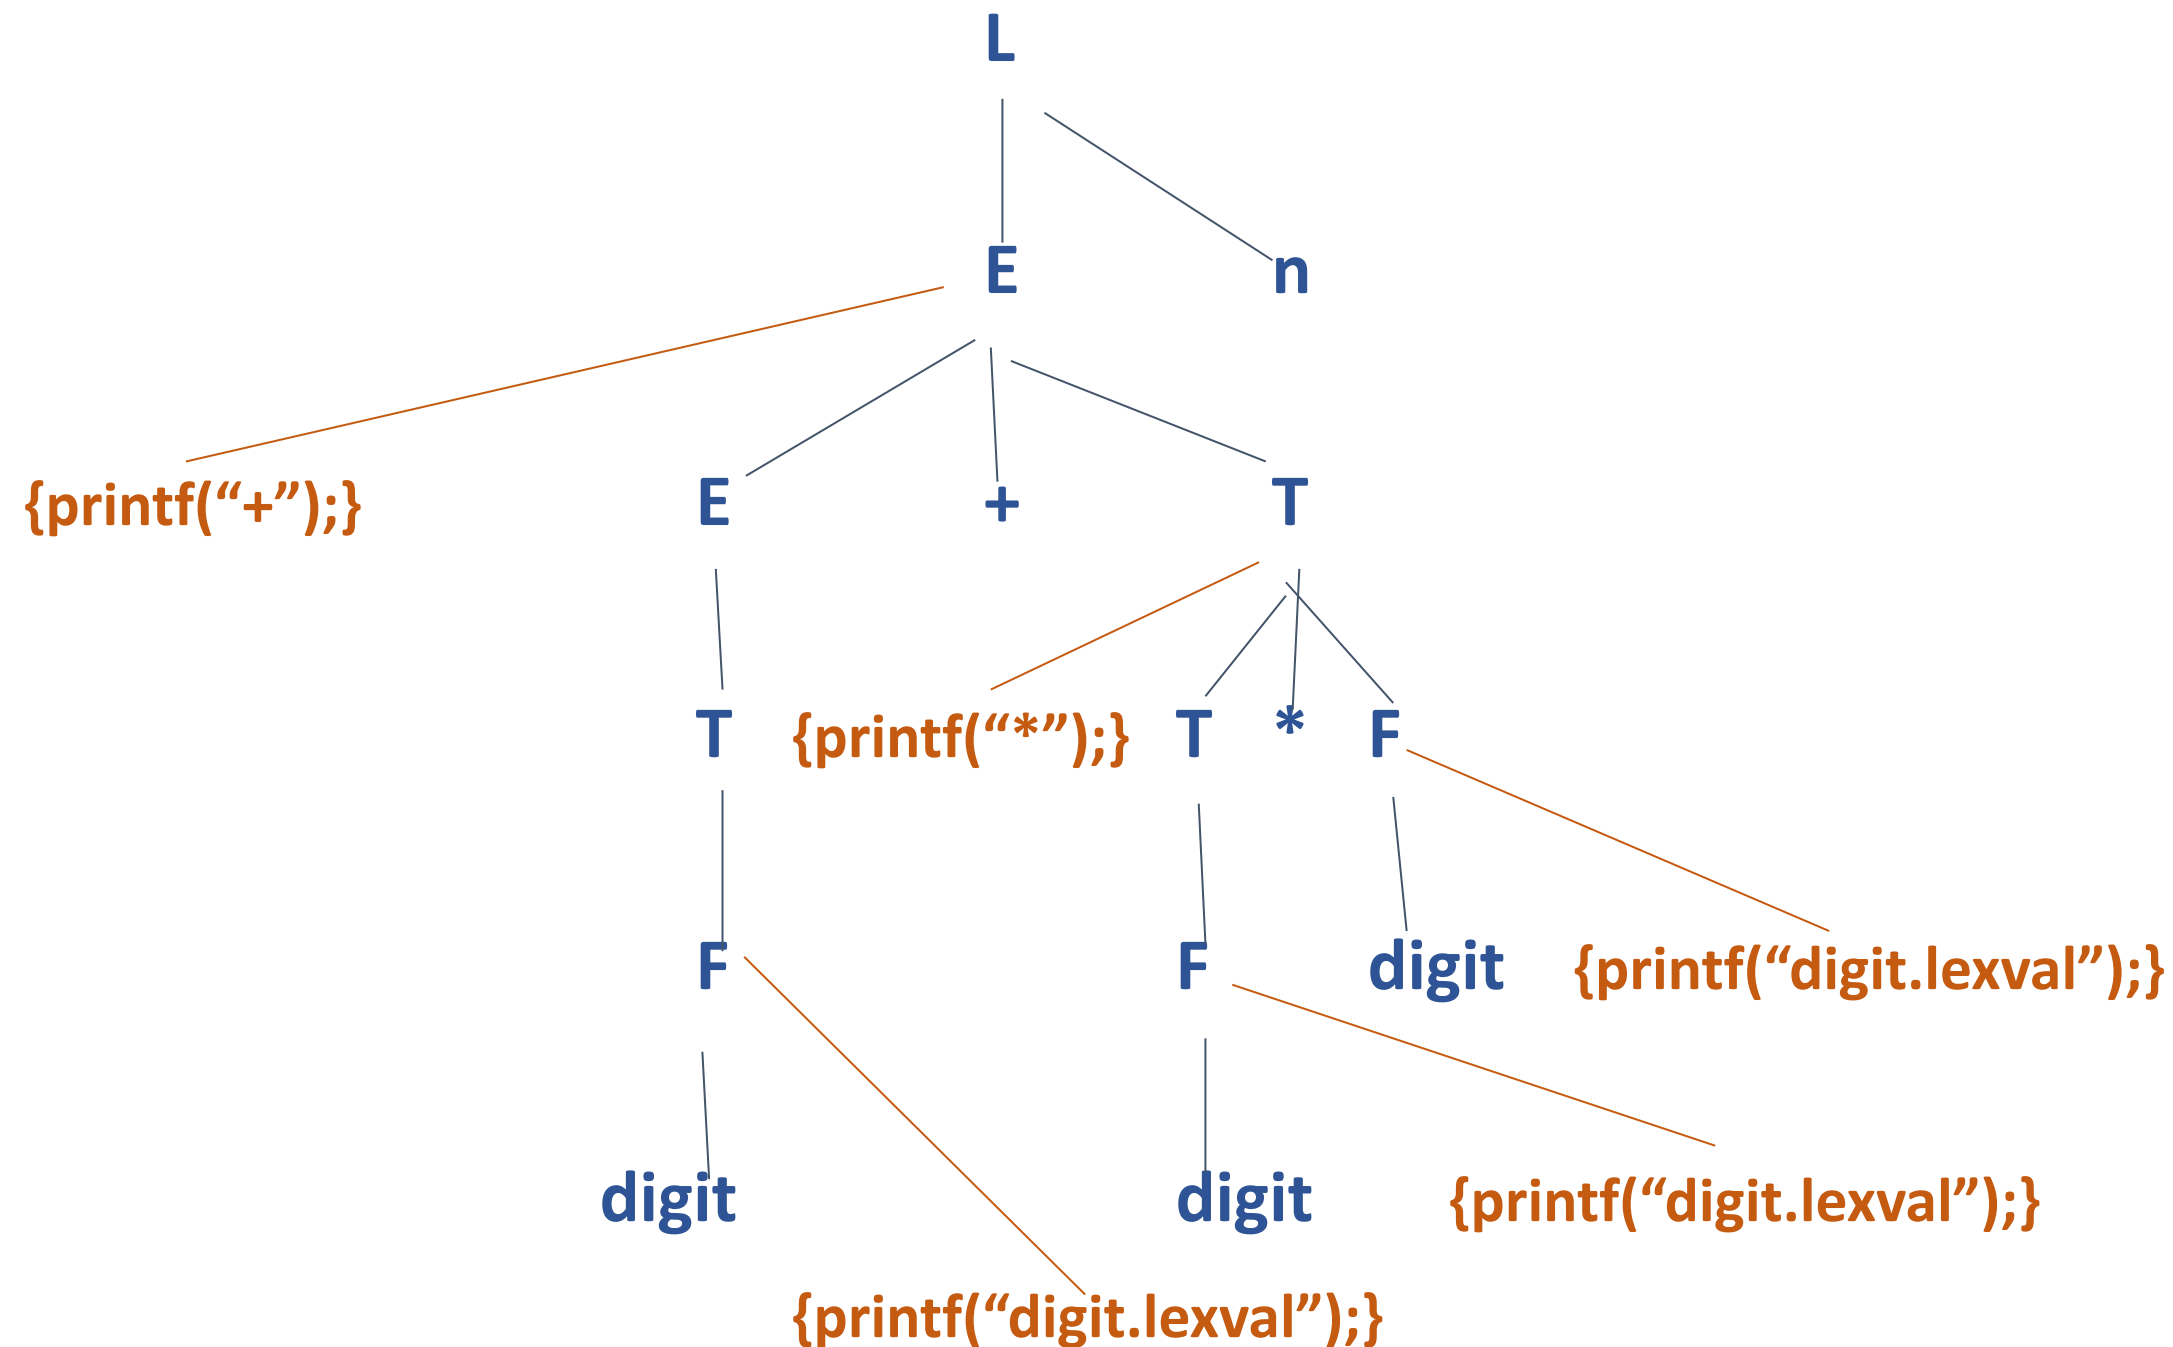 L
E n
{printf(“+”);} E + T
T {printf(“*”);} T * F
F F digit {printf(“digit.lexval”);}
digit digit {printf(“digit.lexval”);}
{printf(“digit.lexval”);}